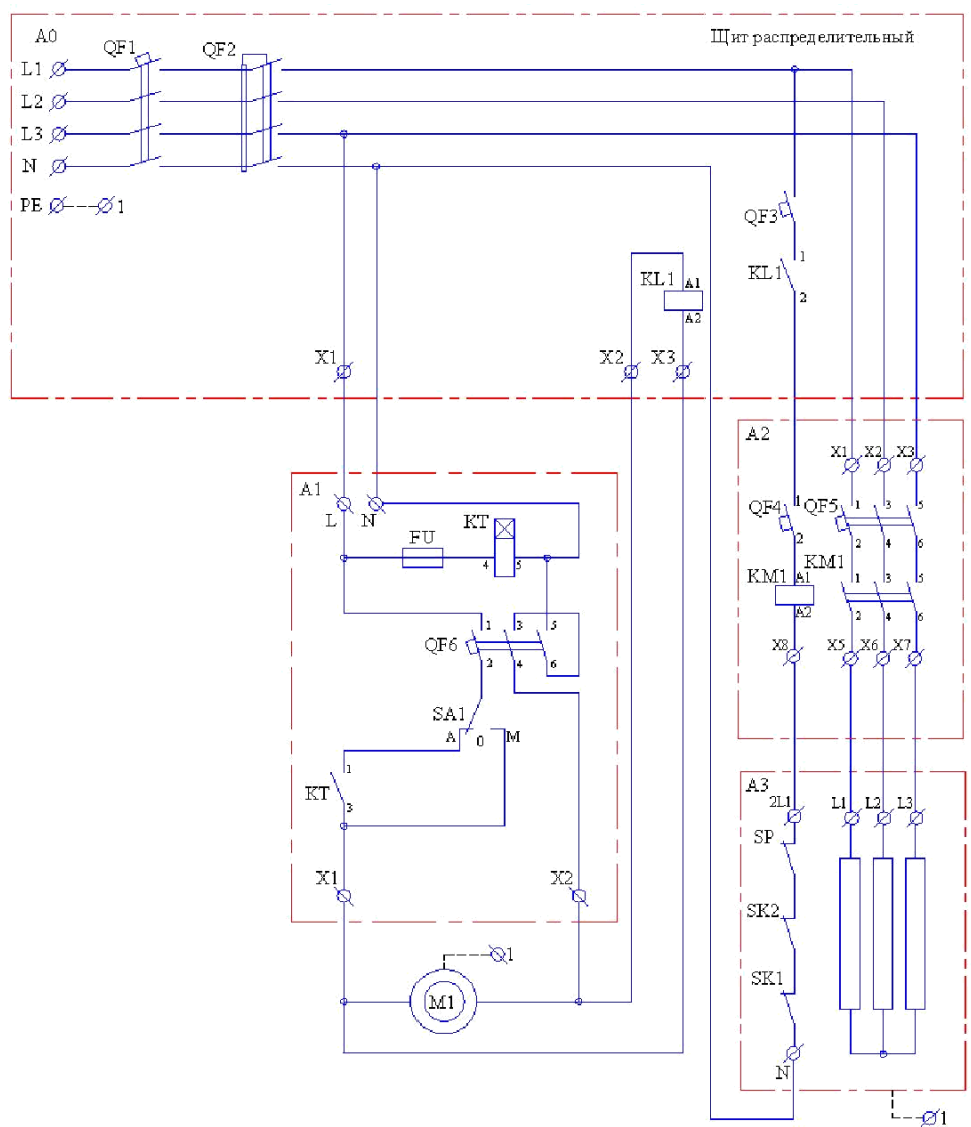 A0
QF1
QF2
Щит распределительный
L1
L2
L3
N
PE
1
QF3
KL1
1
2
KL1
A1
A2
X1
X2
X3
A2
X1
X2
X3
A1
L
N
KT
FU
4
5
QF4
1
2
QF5
1
3
5
2
4
6
KM1
A1
A2
KM1
1
3
5
2
4
6
QF6
1
3
5
2
4
6
X8
X5
X6
X7
SA1
A
0
M
KT
1
3
A3
2L1
L1
L2
L3
SP
X1
X2
SK2
SK1
1
M1
N
1